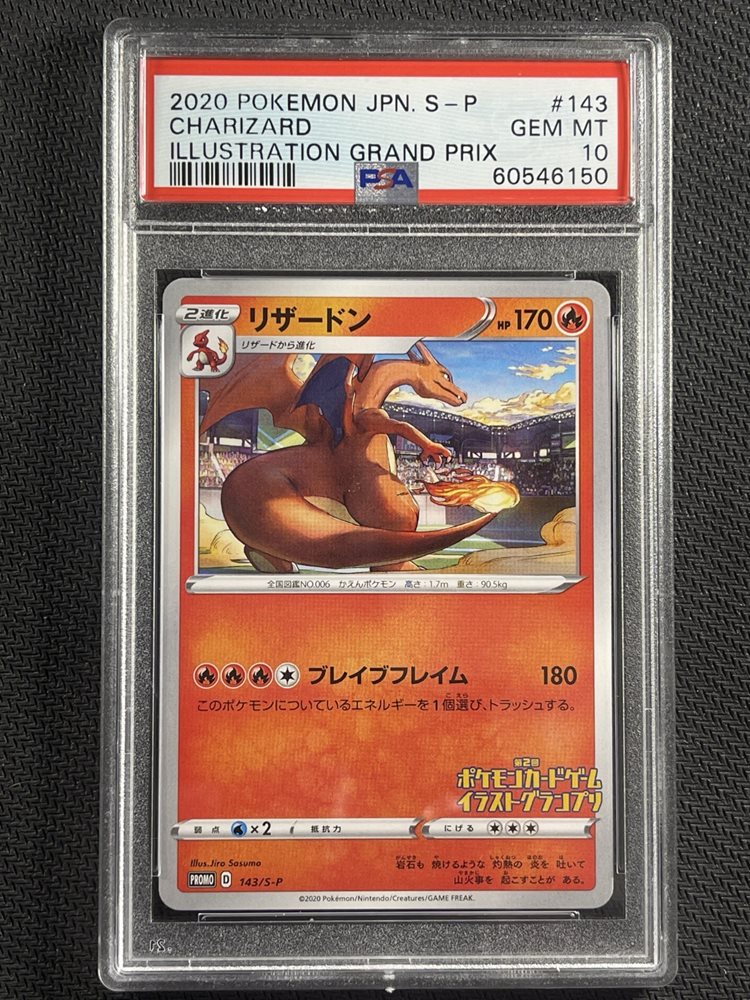 2020 POKEMON JPN. S-P #143
CHARIZARD GEM MT
ILLUSTRATION GRAND PRIX 10
PSA 60546150
2進化 リザードン HP 170
リザードから進化
全国図鑑NO.006 かえんポケモン 高さ:1.7m 重さ:90.5kg
ブレイブフレイム 180
このポケモンについているエネルギーを1個選び、トラッシュする。
第2回
ポケモンカードゲーム
イラストグランプリ
弱点 ×2 抵抗力 にげる
Illus.Jiro Sasumo
岩石も 焼けるような 灼熱の 炎を 吐いて
山火事を 起こすことが ある。
PROMO D 143/S-P
©2020 Pokémon/Nintendo/Creatures/GAME FREAK.